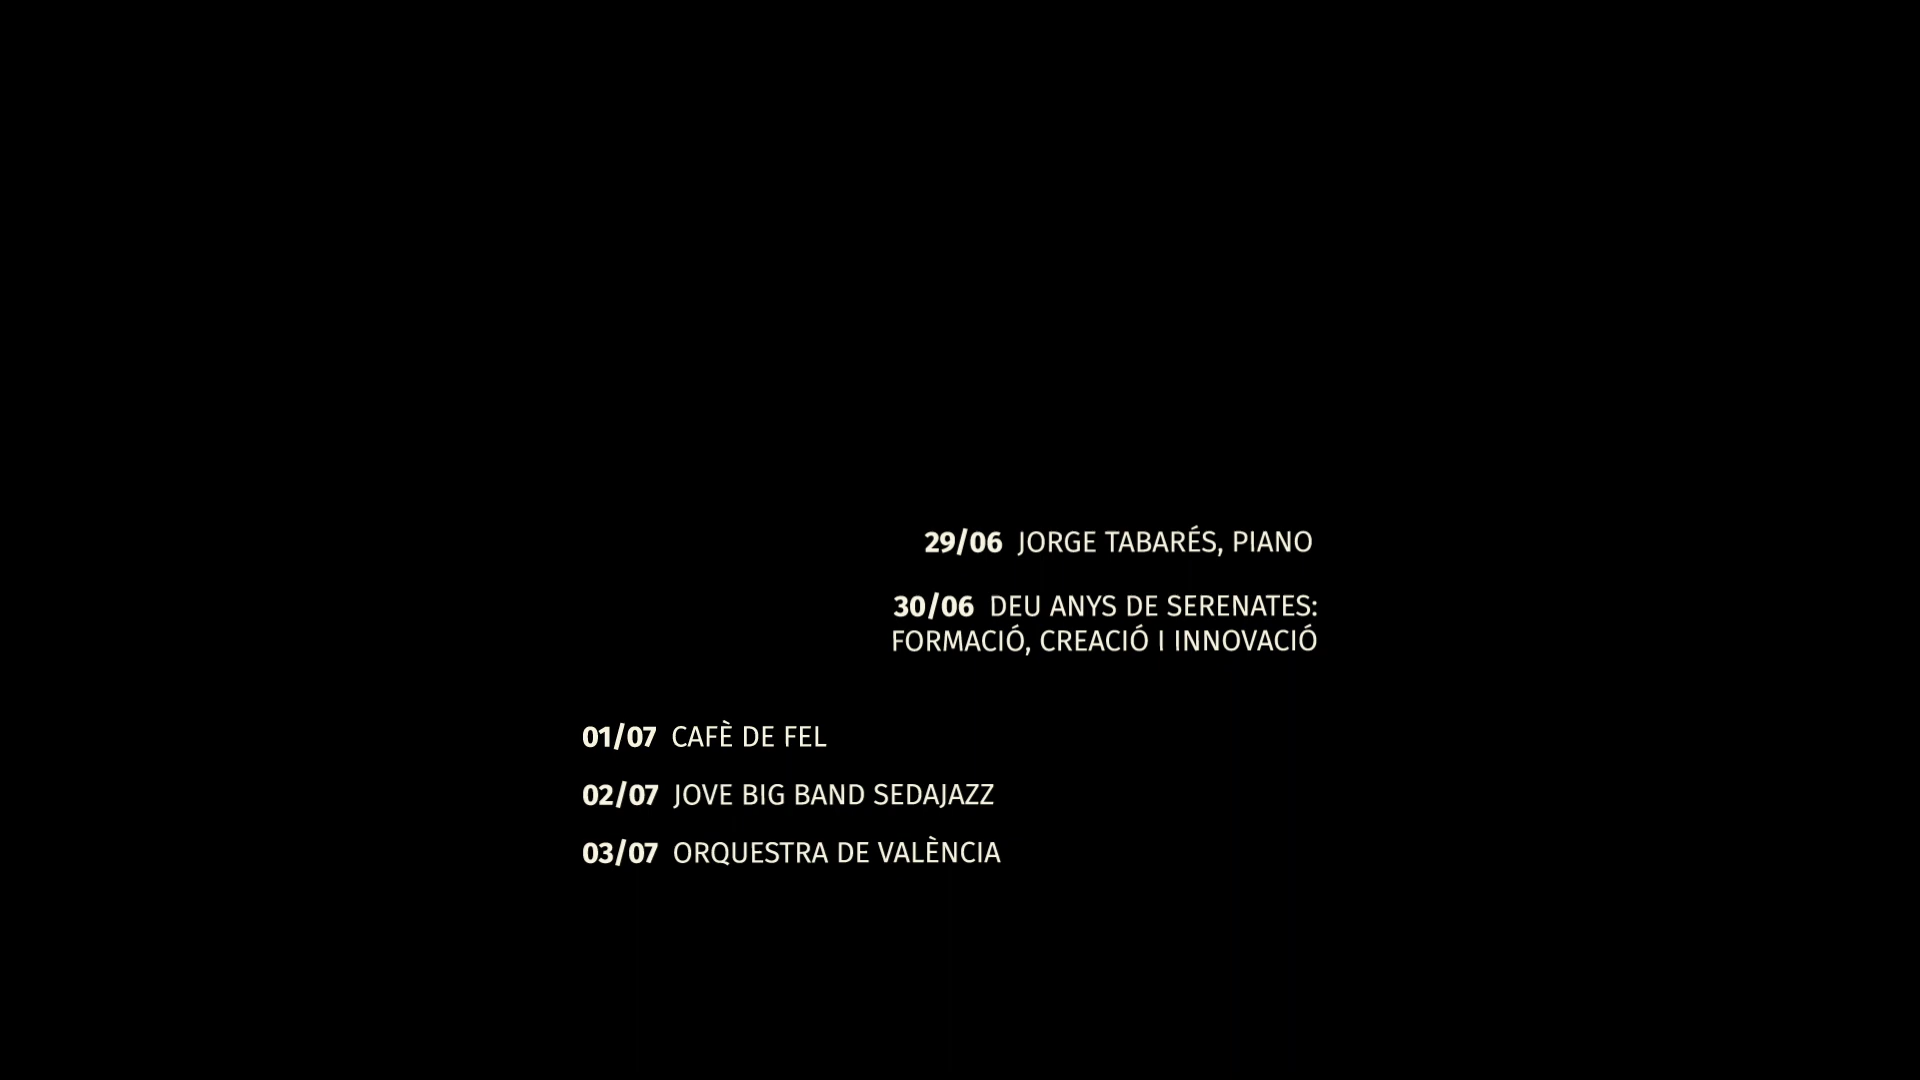 29/06 JORGE TABARÉS, PIANO
30/06 DEU ANYS DE SERENATES:
FORMACIÓ, CREACIÓ I INNOVACIÓ
01/07 CAFÈ DE FEL
02/07 JOVE BIG BAND SEDAJAZZ
03/07 ORQUESTRA DE VALÈNCIA